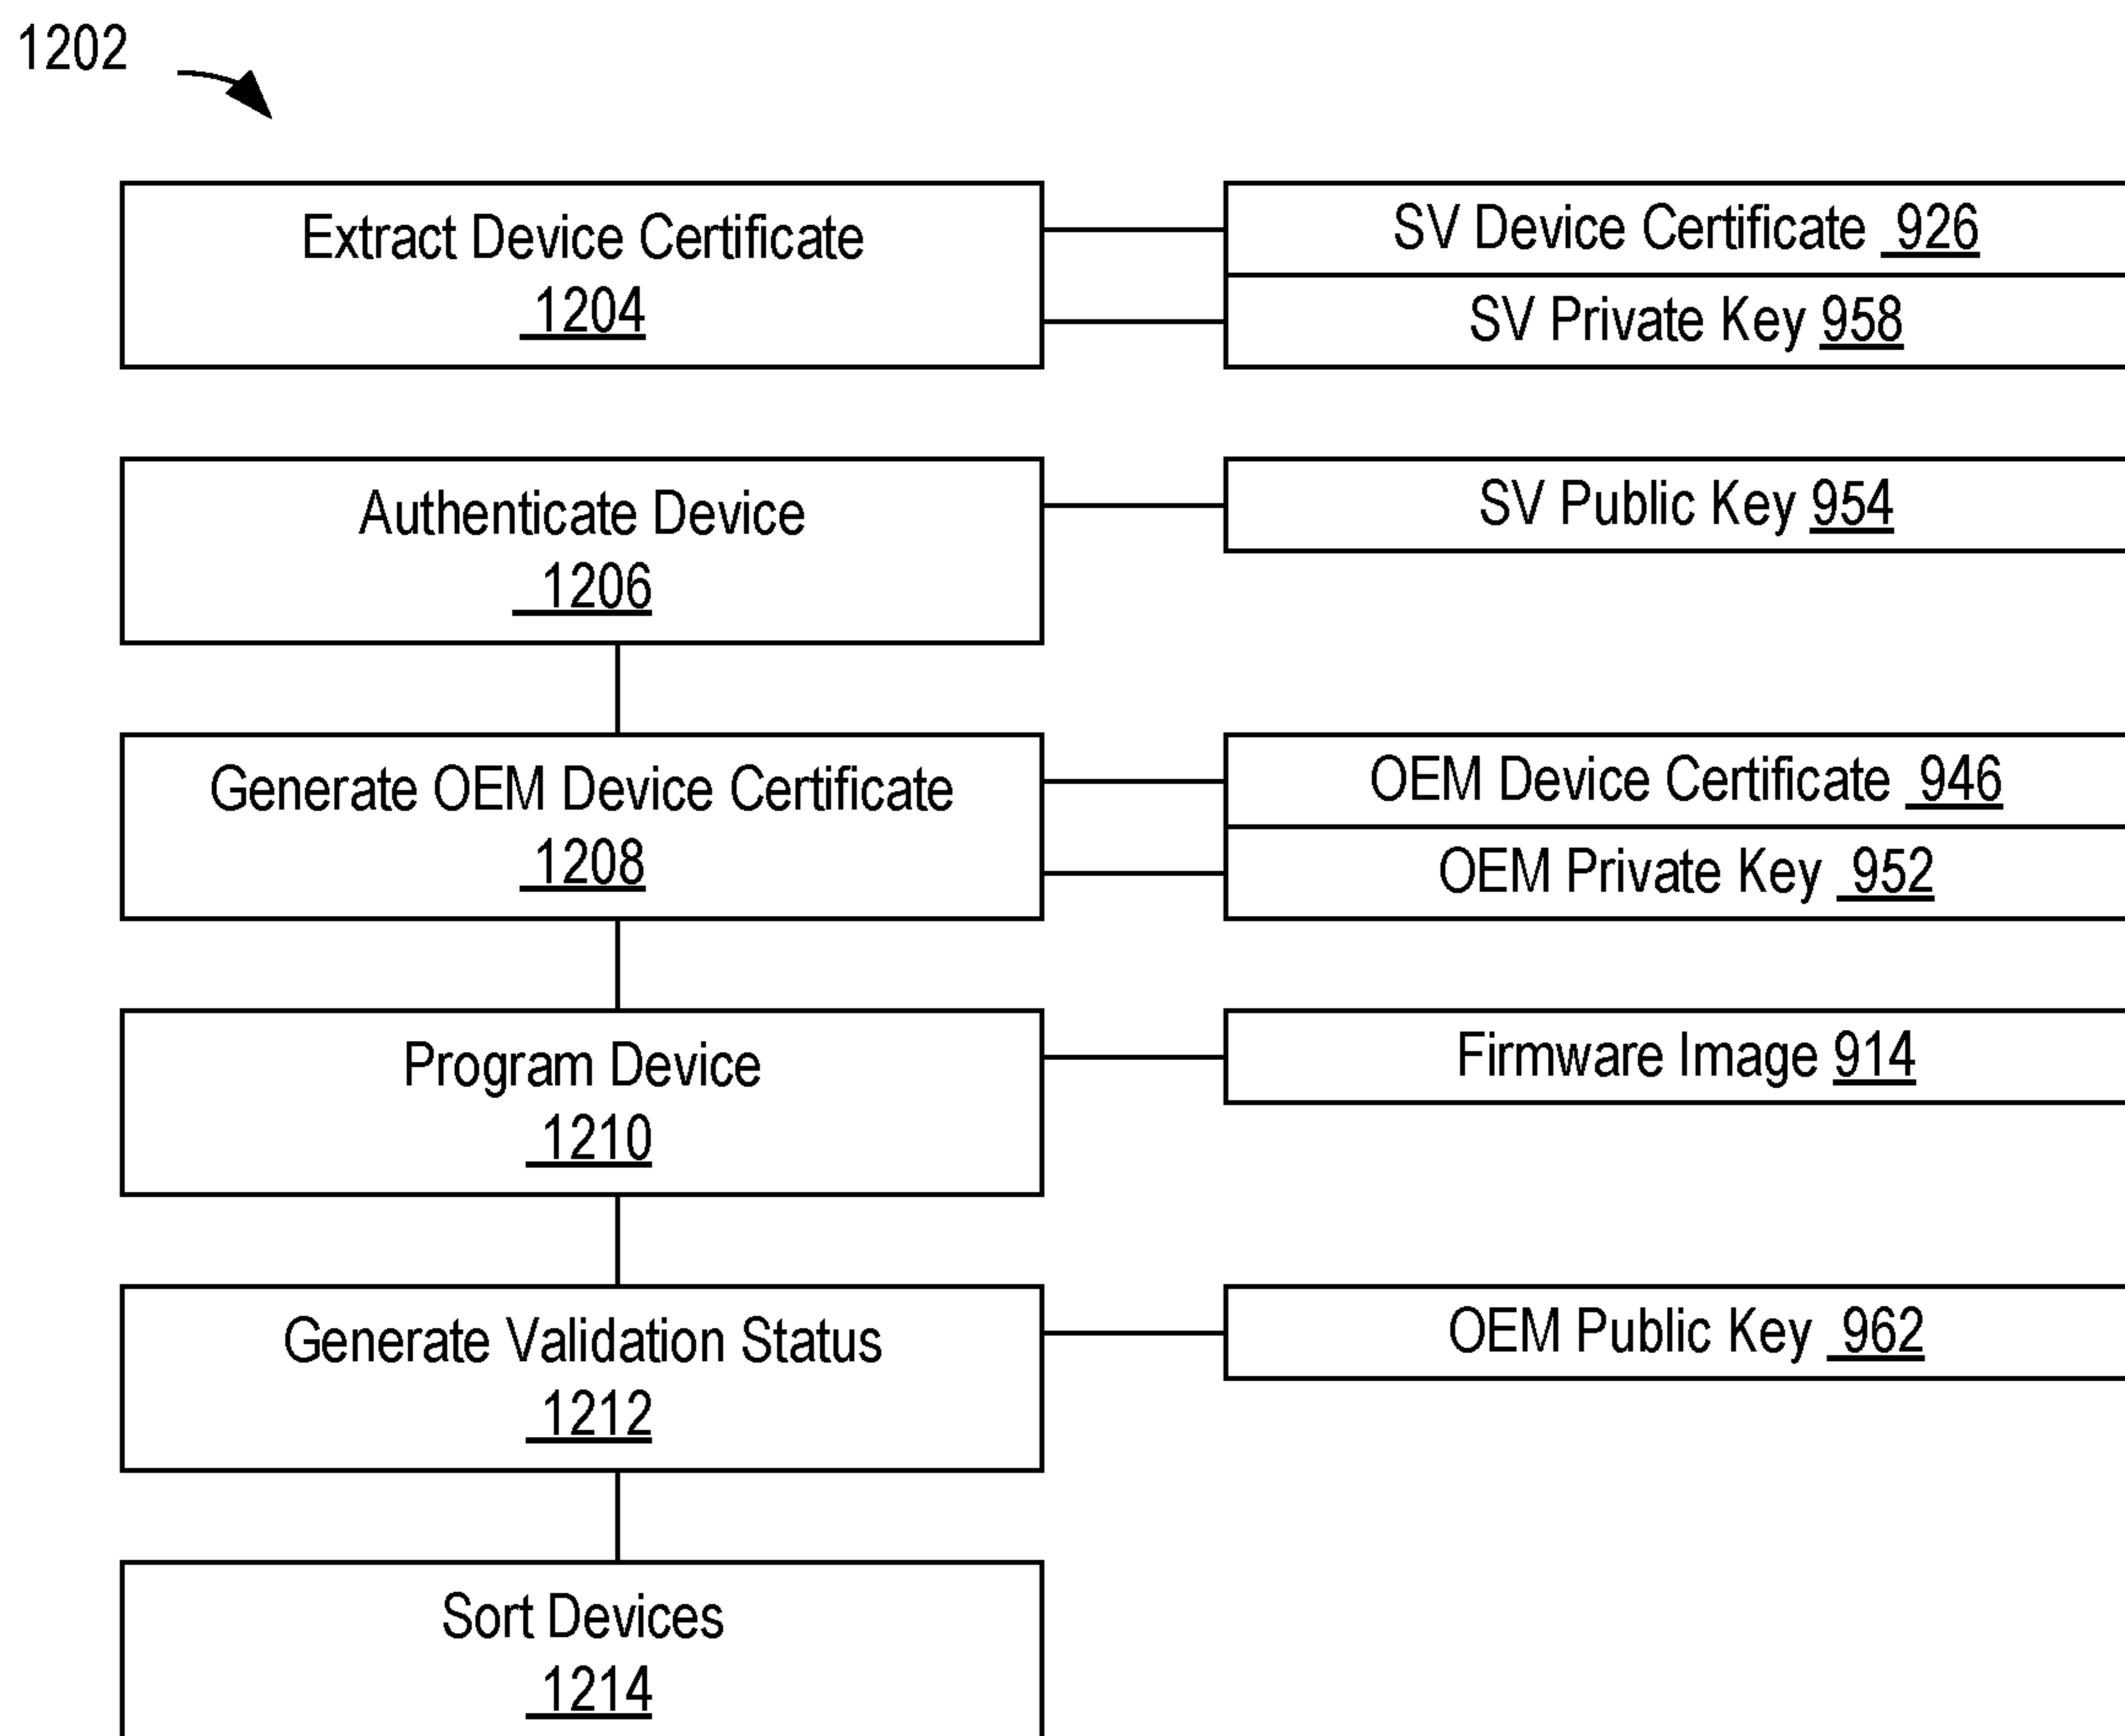 1202
Extract Device Certificate
1204
SV Device Certificate 926
SV Private Key 958
Authenticate Device
1206
SV Public Key 954
Generate OEM Device Certificate
1208
OEM Device Certificate 946
OEM Private Key 952
Program Device
1210
Firmware Image 914
Generate Validation Status
1212
OEM Public Key 962
Sort Devices
1214